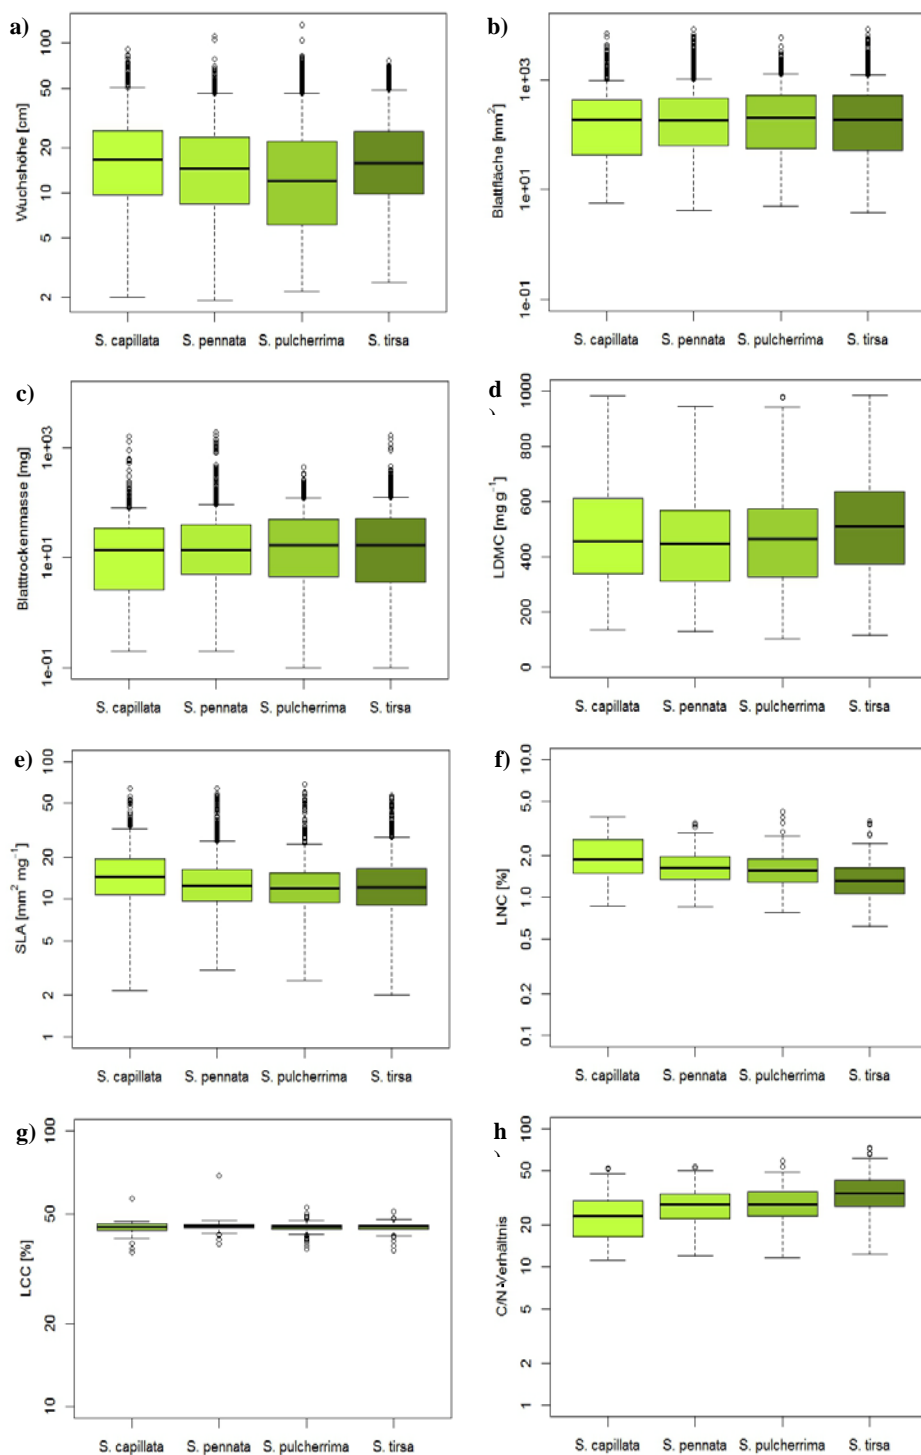 a)
Wuchshöhe [cm]
100
50
20
10
5
2
S. capillata S. pennata S. pulcherrima S. tirsa
b)
Blattfläche [mm²]
1e+03
1e+01
1e-01
S. capillata S. pennata S. pulcherrima S. tirsa
c)
Blatttrockenmasse [mg]
1e+03
1e+01
1e-01
S. capillata S. pennata S. pulcherrima S. tirsa
d
)
LDMC [mg g⁻¹]
1000
800
600
400
200
0
S. capillata S. pennata S. pulcherrima S. tirsa
e)
SLA [mm² mg⁻¹]
100
50
20
10
5
2
1
S. capillata S. pennata S. pulcherrima S. tirsa
f)
LNC [%]
10.0
5.0
2.0
1.0
0.5
0.1
S. capillata S. pennata S. pulcherrima S. tirsa
g)
LCC [%]
100
50
20
10
S. capillata S. pennata S. pulcherrima S. tirsa
h
)
C/N-Verhältnis
100
50
20
10
5
2
1
S. capillata S. pennata S. pulcherrima S. tirsa